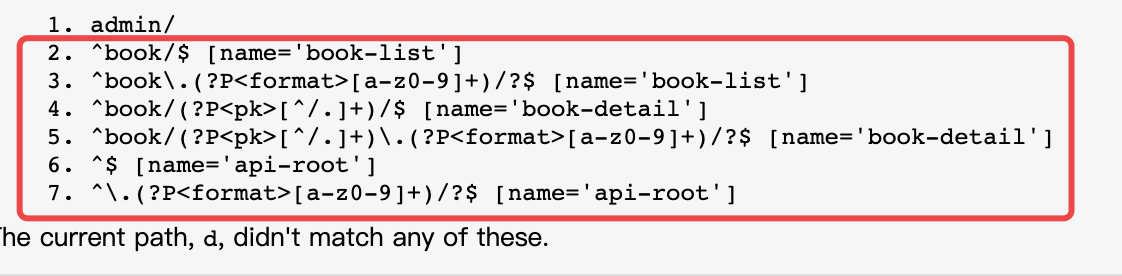 1. admin/
2. ^book/$ [name='book-list']
3. ^book\.(?P<format>[a-z0-9]+)/?$ [name='book-list']
4. ^book/(?P<pk>[^/.]+)/$ [name='book-detail']
5. ^book/(?P<pk>[^/.]+)\.(?P<format>[a-z0-9]+)/?$ [name='book-detail']
6. ^$ [name='api-root']
7. ^\.(?P<format>[a-z0-9]+)/?$ [name='api-root']
The current path, d, didn't match any of these.